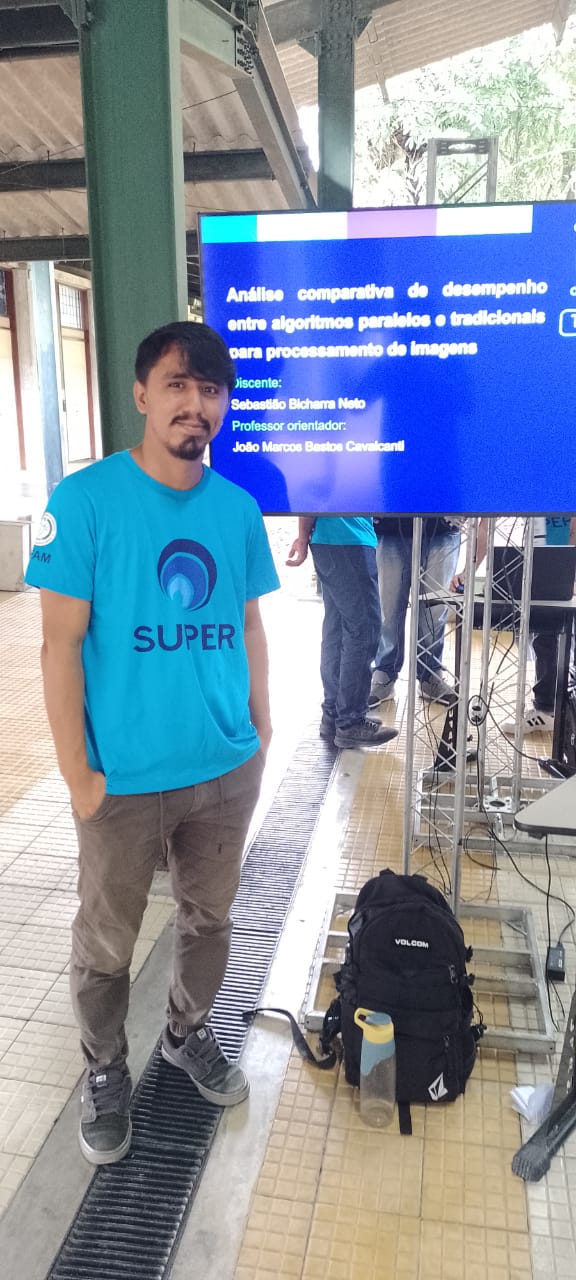 Análise comparativa de desempenho
entre algoritmos paralelos e tradicionais
para processamento de imagens
Discente:
Sebastião Bicharra Neto
Professor orientador:
João Marcos Bastos Cavalcanti
SUPER
VOLCOM